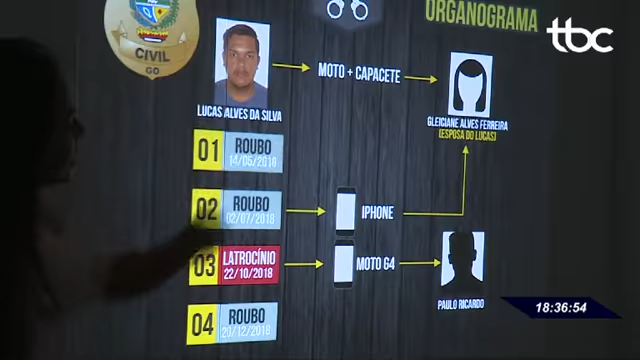 ORGANOGRAMA
tbc
CIVIL
GO
MOTO + CAPACETE
LUCAS ALVES DA SILVA
GLEICIANE ALVES FERREIRA
(ESPOSA DO LUCAS)
01 ROUBO
14/05/2018
02 ROUBO
02/07/2018
IPHONE
03 LATROCÍNIO
22/10/2018
MOTO G4
PAULO RICARDO
04 ROUBO
20/12/2018
18:36:54